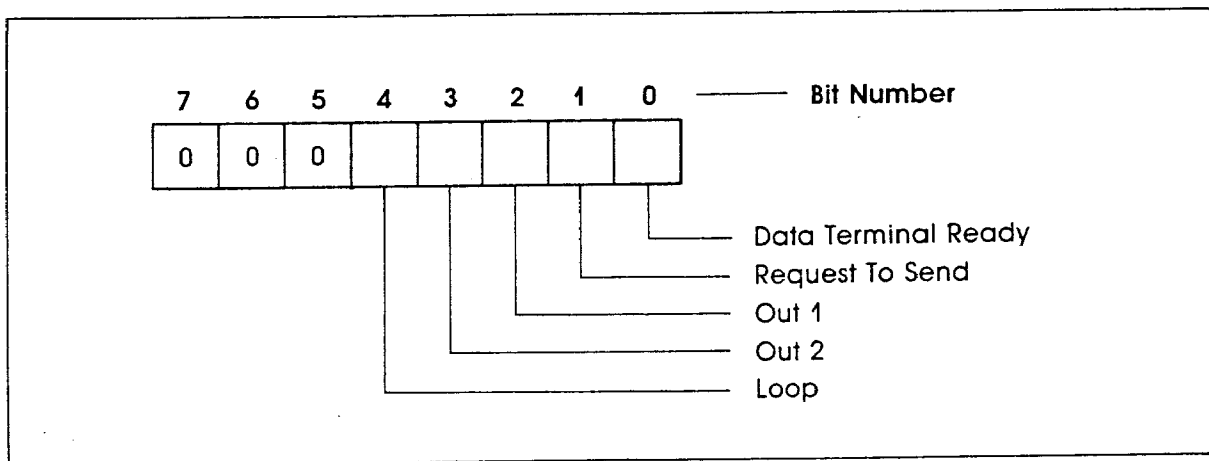 7 6 5 4 3 2 1 0 Bit Number
0 0 0
Data Terminal Ready
Request To Send
Out 1
Out 2
Loop